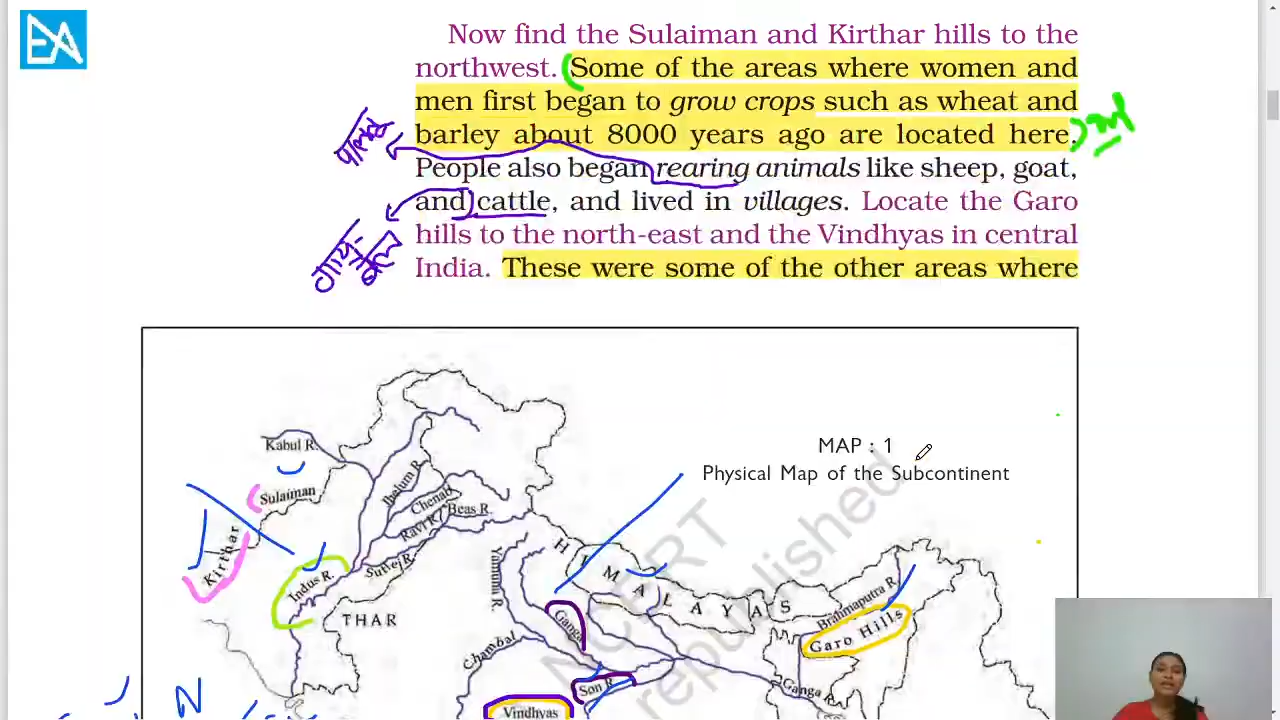 EA
Now find the Sulaiman and Kirthar hills to the
northwest. (Some of the areas where women and
men first began to grow crops such as wheat and
barley about 8000 years ago are located here.)
People also began rearing animals like sheep, goat,
and cattle, and lived in villages. Locate the Garo
hills to the north-east and the Vindhyas in central
India. These were some of the other areas where
MAP : 1
Physical Map of the Subcontinent
Kabul R.
Sulaiman
Kirthar
Jhelum R.
Chenab
Ravi R.
Beas R.
Sutlej R.
Indus R.
THAR
HIMALAYAS
Yamuna R.
Ganga
Chambal
Son R.
Vindhyas
Brahmaputra R.
Garo Hills
Ganga R.
NCERT
republished
N